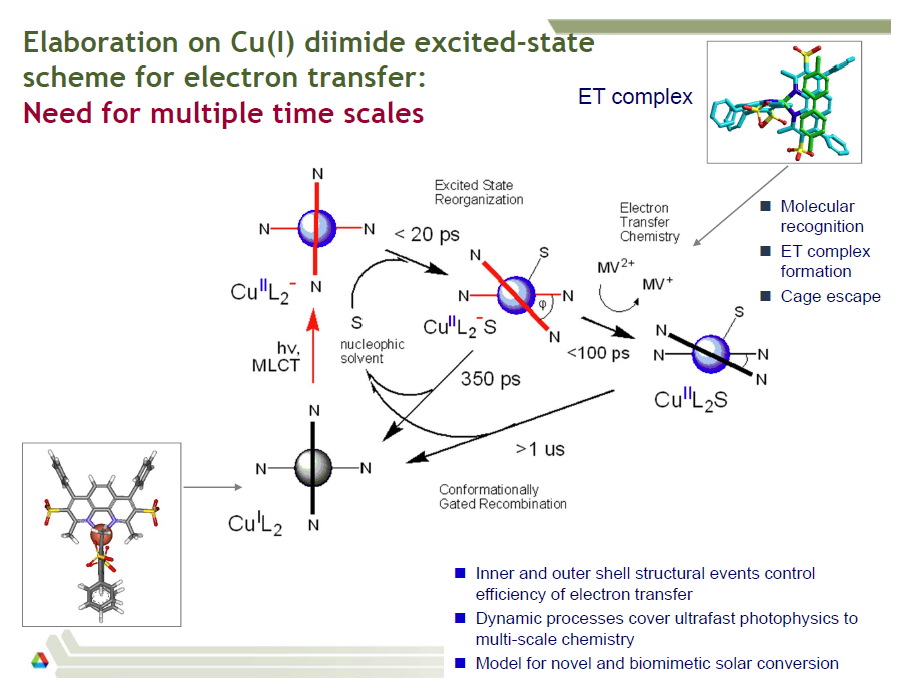 Elaboration on Cu(I) diimide excited-state
scheme for electron transfer:
Need for multiple time scales
ET complex
Molecular
recognition
ET complex
formation
Cage escape
N
N
N
N
CuIIL2-
Excited State
Reorganization
< 20 ps
Electron
Transfer
Chemistry
MV2+
MV+
N
S
N
N
φ
N
CuIIL2-S
<100 ps
N
S
N
N
N
CuIIL2S
S
nucleophic
solvent
hν,
MLCT
350 ps
>1 us
Conformationally
Gated Recombination
N
N
N
N
CuIL2
Inner and outer shell structural events control
efficiency of electron transfer
Dynamic processes cover ultrafast photophysics to
multi-scale chemistry
Model for novel and biomimetic solar conversion